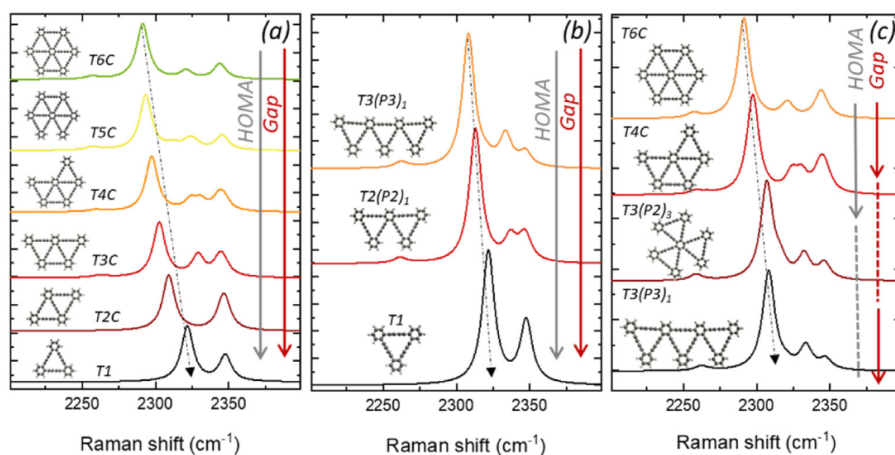 (a)
T6C
T5C
T4C
T3C
T2C
T1
HOMA
Gap
2250 2300 2350
Raman shift (cm⁻¹)
(b)
T3(P3)₁
T2(P2)₁
T1
HOMA
Gap
2250 2300 2350
Raman shift (cm⁻¹)
(c)
T6C
T4C
T3(P2)₃
T3(P3)₁
HOMA
Gap
2250 2300 2350
Raman shift (cm⁻¹)